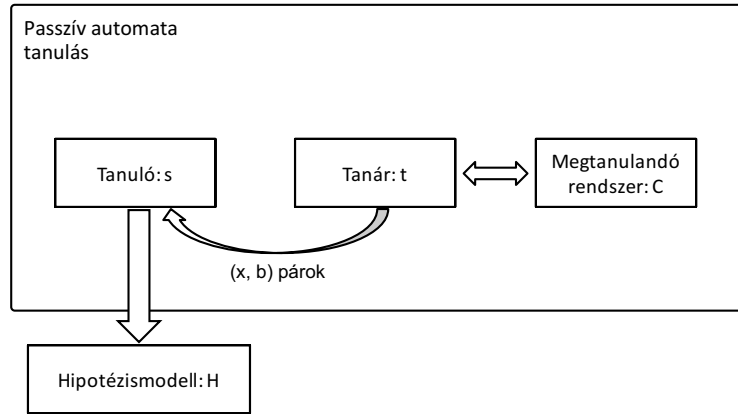 Passzív automata
tanulás
Tanuló: s
Tanár: t
Megtanulandó
rendszer: C
(x, b) párok
Hipotézismodell: H